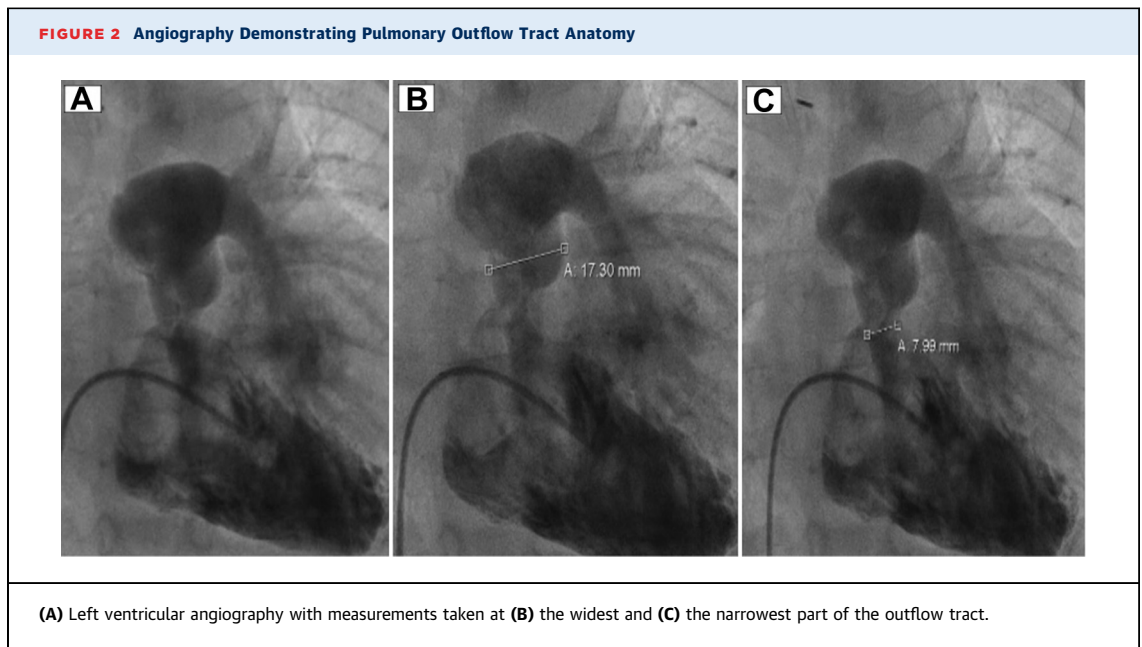 FIGURE 2 Angiography Demonstrating Pulmonary Outflow Tract Anatomy
A
B
C
A: 17.30 mm
A: 7.99 mm
(A) Left ventricular angiography with measurements taken at (B) the widest and (C) the narrowest part of the outflow tract.